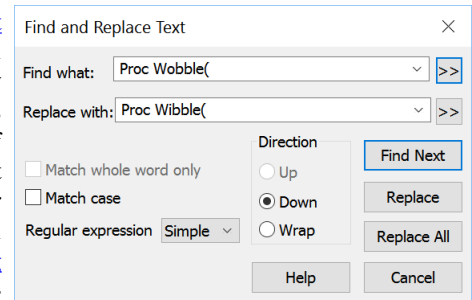 Find and Replace Text
Find what: Proc Wobble( >>
Replace with: Proc Wibble( >>
Direction
Find Next
Match whole word only
Up
Match case
Down
Replace
Regular expression Simple
Wrap
Replace All
Help
Cancel